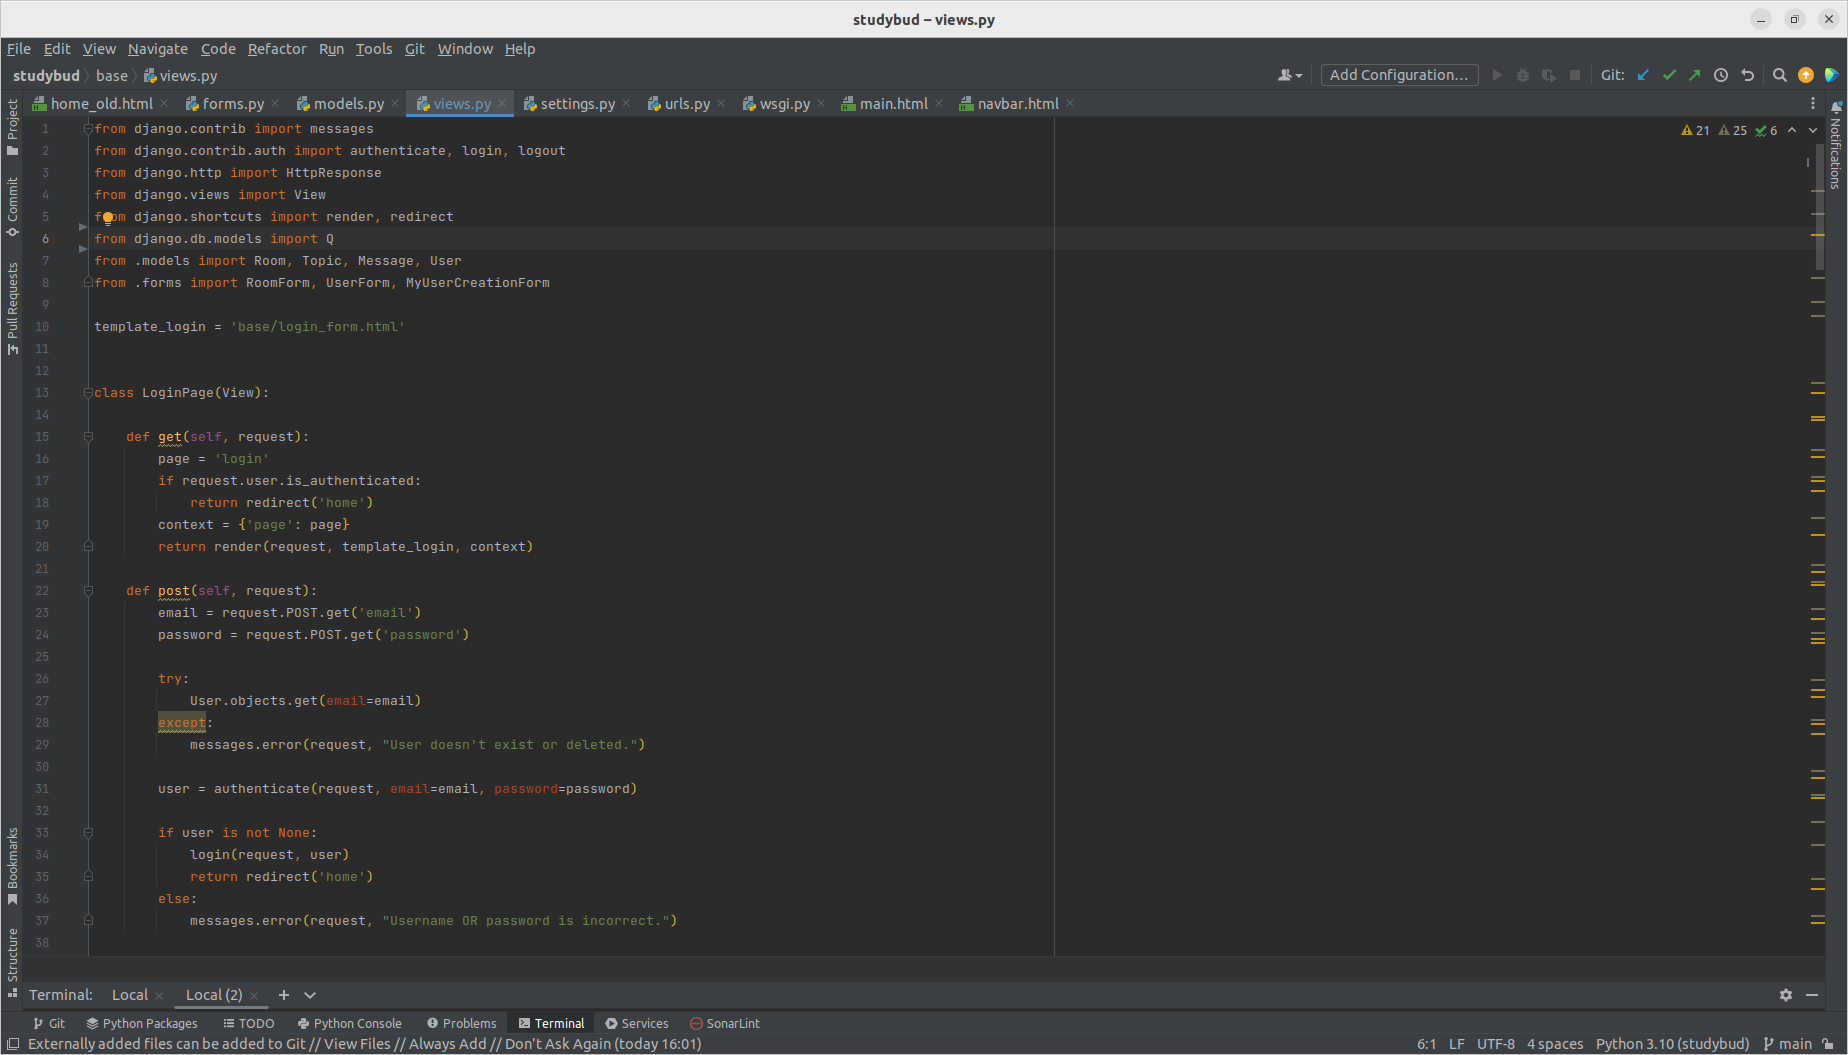 studybud – views.py
File Edit View Navigate Code Refactor Run Tools Git Window Help
studybud base views.py Add Configuration... Git:
home_old.html forms.py models.py views.py settings.py urls.py wsgi.py main.html navbar.html
21 25 6
Project
Commit
Pull Requests
Bookmarks
Structure
Notifications
1 from django.contrib import messages
2 from django.contrib.auth import authenticate, login, logout
3 from django.http import HttpResponse
4 from django.views import View
5 from django.shortcuts import render, redirect
6 from django.db.models import Q
7 from .models import Room, Topic, Message, User
8 from .forms import RoomForm, UserForm, MyUserCreationForm
9
10 template_login = 'base/login_form.html'
11
12
13 class LoginPage(View):
14
15 def get(self, request):
16 page = 'login'
17 if request.user.is_authenticated:
18 return redirect('home')
19 context = {'page': page}
20 return render(request, template_login, context)
21
22 def post(self, request):
23 email = request.POST.get('email')
24 password = request.POST.get('password')
25
26 try:
27 User.objects.get(email=email)
28 except:
29 messages.error(request, "User doesn't exist or deleted.")
30
31 user = authenticate(request, email=email, password=password)
32
33 if user is not None:
34 login(request, user)
35 return redirect('home')
36 else:
37 messages.error(request, "Username OR password is incorrect.")
38
Terminal: Local Local (2)
Git Python Packages TODO Python Console Problems Terminal Services SonarLint
Externally added files can be added to Git // View Files // Always Add // Don't Ask Again (today 16:01) 6:1 LF UTF-8 4 spaces Python 3.10 (studybud) main